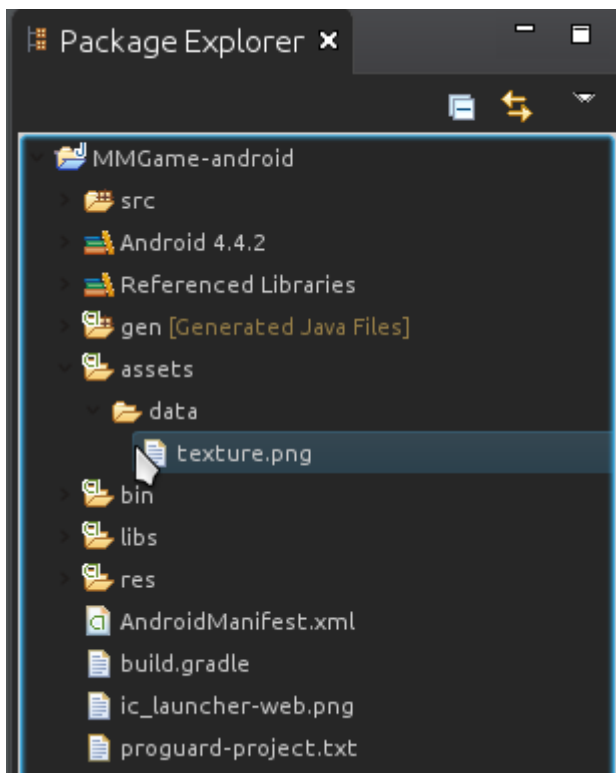 Package Explorer
MMGame-android
src
Android 4.4.2
Referenced Libraries
gen [Generated Java Files]
assets
data
texture.png
bin
libs
res
AndroidManifest.xml
build.gradle
ic_launcher-web.png
proguard-project.txt